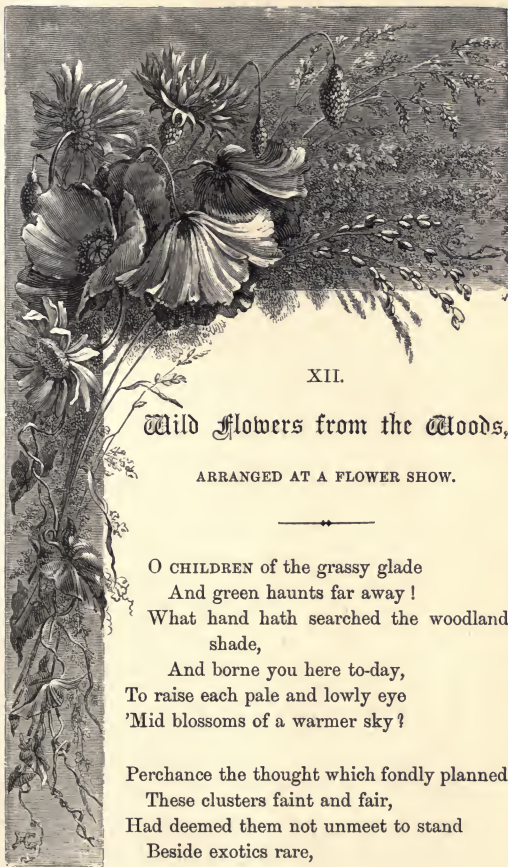 XII.
Wild Flowers from the Woods,
ARRANGED AT A FLOWER SHOW.
O CHILDREN of the grassy glade
And green haunts far away!
What hand hath searched the woodland
shade,
And borne you here to-day,
To raise each pale and lowly eye
'Mid blossoms of a warmer sky?
Perchance the thought which fondly planned
These clusters faint and fair,
Had deemed them not unmeet to stand
Beside exotics rare,